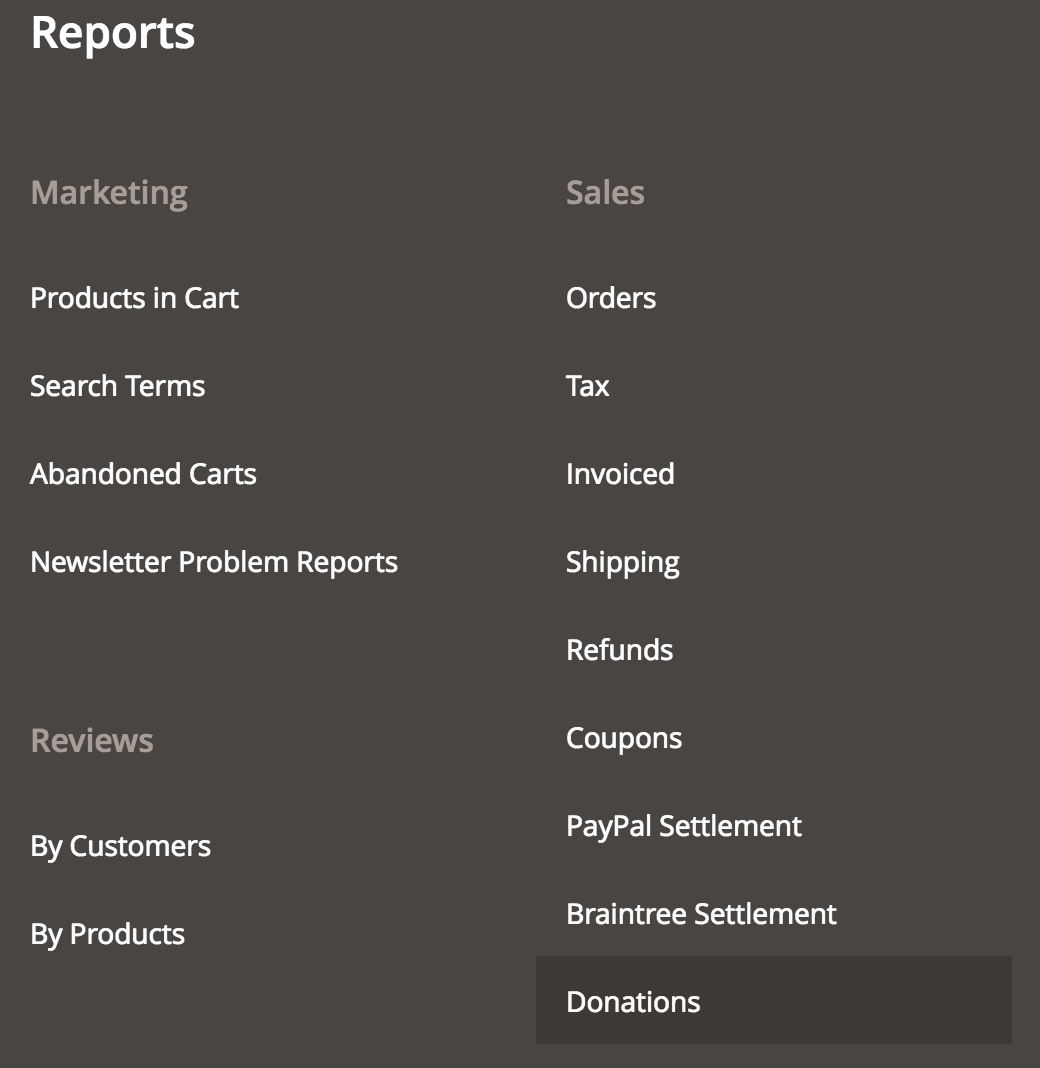 Reports
Marketing
Products in Cart
Search Terms
Abandoned Carts
Newsletter Problem Reports
Reviews
By Customers
By Products
Sales
Orders
Tax
Invoiced
Shipping
Refunds
Coupons
PayPal Settlement
Braintree Settlement
Donations